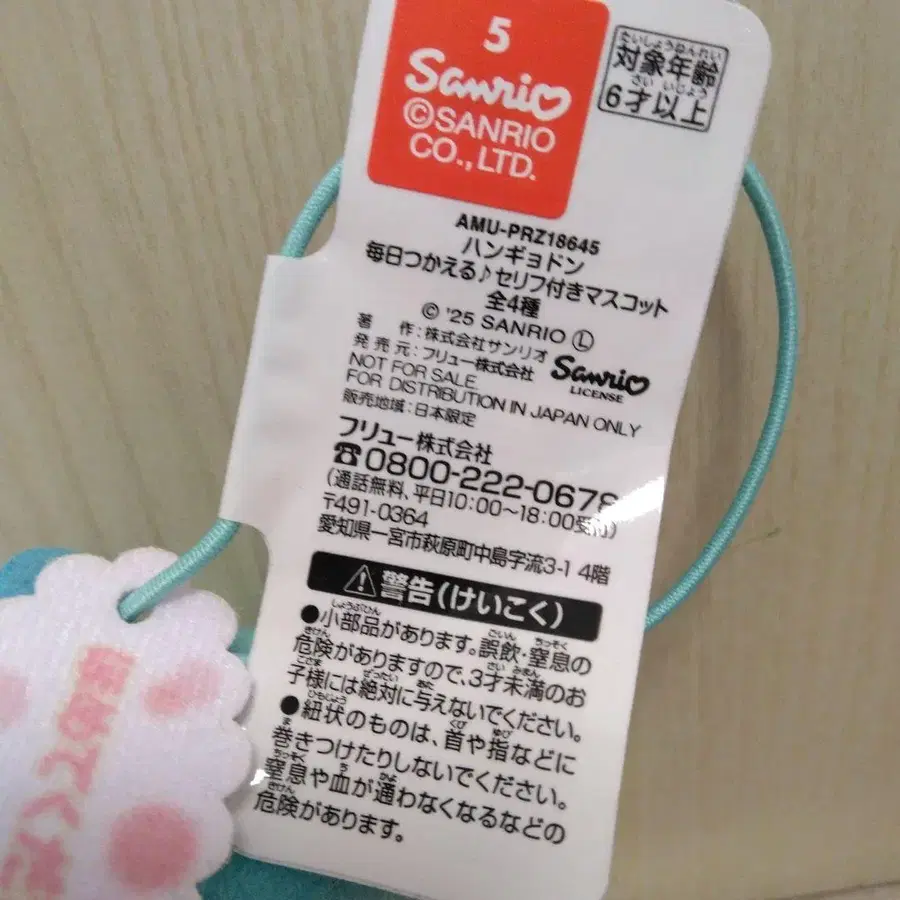 5
Sanrio
©SANRIO
CO., LTD.
対象年齢
6才以上
AMU-PRZ18645
ハンギョドン
毎日つかえる♪セリフ付きマスコット
全4種
© '25 SANRIO Ⓛ
著 作:株式会社サンリオ
発 売 元:フリュー株式会社
Sanrio
LICENSE
NOT FOR SALE.
FOR DISTRIBUTION IN JAPAN ONLY
販売地域:日本限定
フリュー株式会社
☎0800-222-0678
(通話無料、平日10:00~18:00受付)
〒491-0364
愛知県一宮市萩原町中島字流3-1 4階
⚠警告(けいこく)
●小部品があります。誤飲・窒息の
危険がありますので、3才未満のお
子様には絶対に与えないでください。
●紐状のものは、首や指などに
巻きつけたりしないでください。
窒息や血が通わなくなるなどの
危険があります。
ほめてくだ